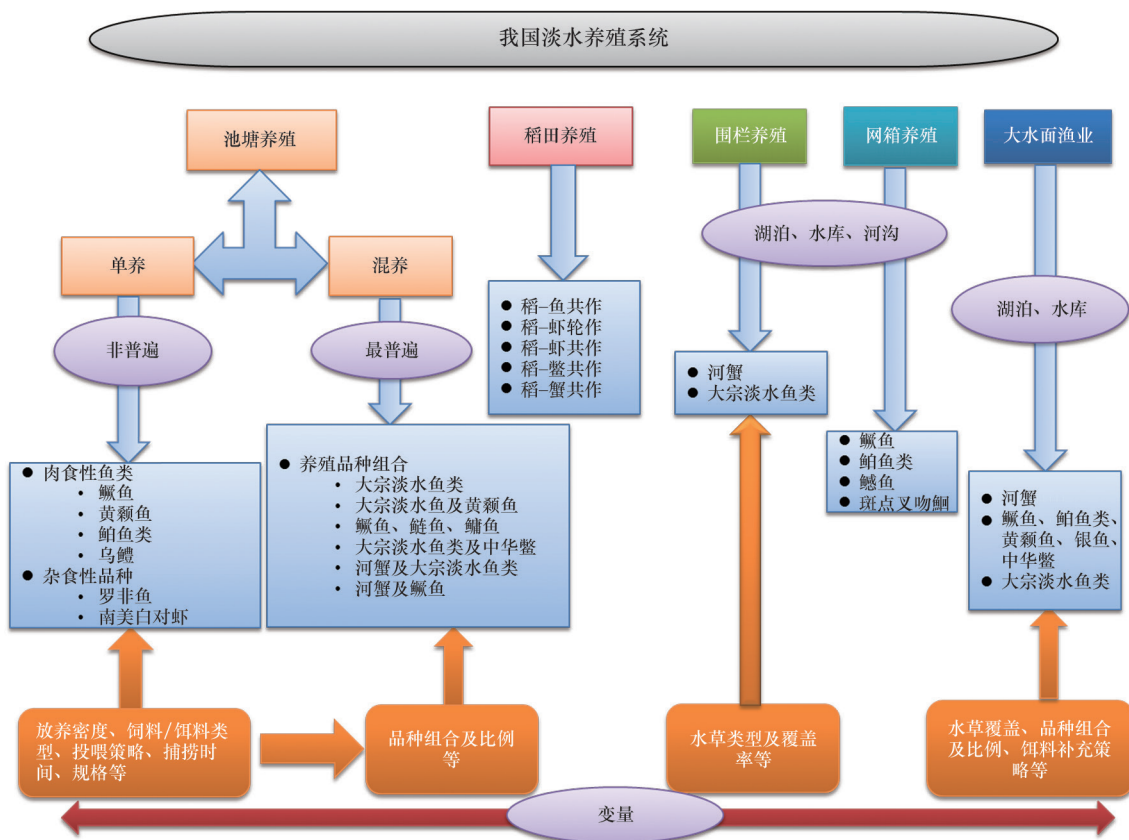 我国淡水养殖系统
池塘养殖
稻田养殖
围栏养殖
网箱养殖
大水面渔业
单养
混养
湖泊、水库、河沟
湖泊、水库
非普遍
最普遍
● 肉食性鱼类
• 鳜鱼
• 黄颡鱼
• 鲌鱼类
• 乌鳢
● 杂食性品种
• 罗非鱼
• 南美白对虾
● 养殖品种组合
• 大宗淡水鱼类
• 大宗淡水鱼及黄颡鱼
• 鳜鱼、鲢鱼、鳙鱼
• 大宗淡水鱼类及中华鳖
• 河蟹及大宗淡水鱼类
• 河蟹及鳜鱼
● 稻–鱼共作
● 稻–虾轮作
● 稻–虾共作
● 稻–鳖共作
● 稻–蟹共作
● 河蟹
● 大宗淡水鱼类
● 鳜鱼
● 鲌鱼类
● 鳡鱼
● 斑点叉吻鮰
● 河蟹
● 鳜鱼、鲌鱼类、
黄颡鱼、银鱼、
中华鳖
● 大宗淡水鱼类
放养密度、饲料/饵料类
型、投喂策略、捕捞时
间、规格等
品种组合及比例
等
水草类型及覆盖
率等
水草覆盖、品种组合
及比例、饵料补充策
略等
变量